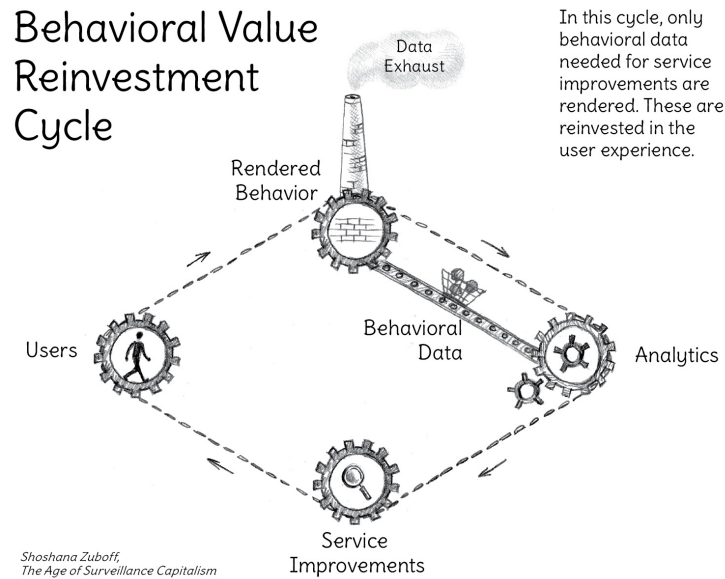 Behavioral Value
Reinvestment
Cycle
Data
Exhaust
In this cycle, only
behavioral data
needed for service
improvements are
rendered. These are
reinvested in the
user experience.
Rendered
Behavior
Behavioral
Data
Users
Analytics
Service
Improvements
Shoshana Zuboff,
The Age of Surveillance Capitalism